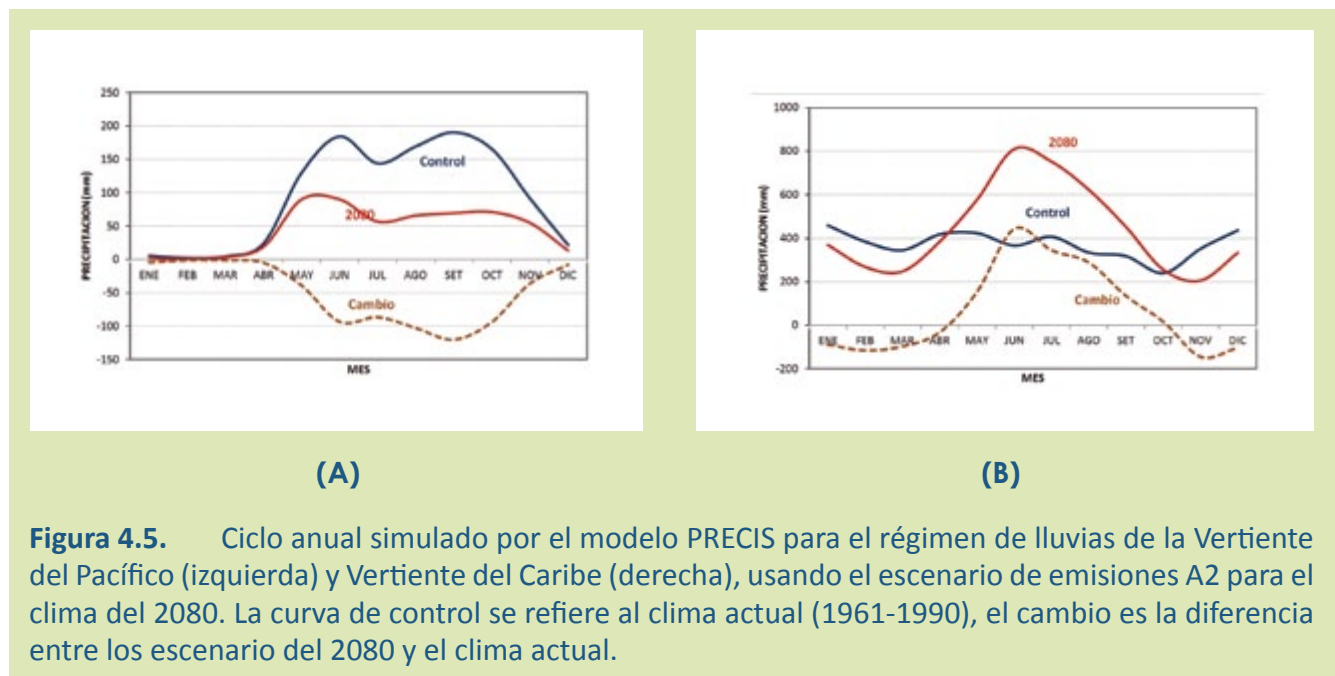 250
200
150
100
50
0
-50
-100
-150
PRECIPITACION (mm)
Control
2080
ENE FEB MAR ABR MAY JUN JUL AGO SET OCT NOV DIC
Cambio
MES
1000
800
600
400
200
0
-200
PRECIPITACION (mm)
2080
Control
Cambio
ENE FEB MAR ABR MAY JUN JUL AGO SET OCT NOV DIC
MES
(A)
(B)
Figura 4.5. Ciclo anual simulado por el modelo PRECIS para el régimen de lluvias de la Vertiente
del Pacífico (izquierda) y Vertiente del Caribe (derecha), usando el escenario de emisiones A2 para el
clima del 2080. La curva de control se refiere al clima actual (1961-1990), el cambio es la diferencia
entre los escenario del 2080 y el clima actual.